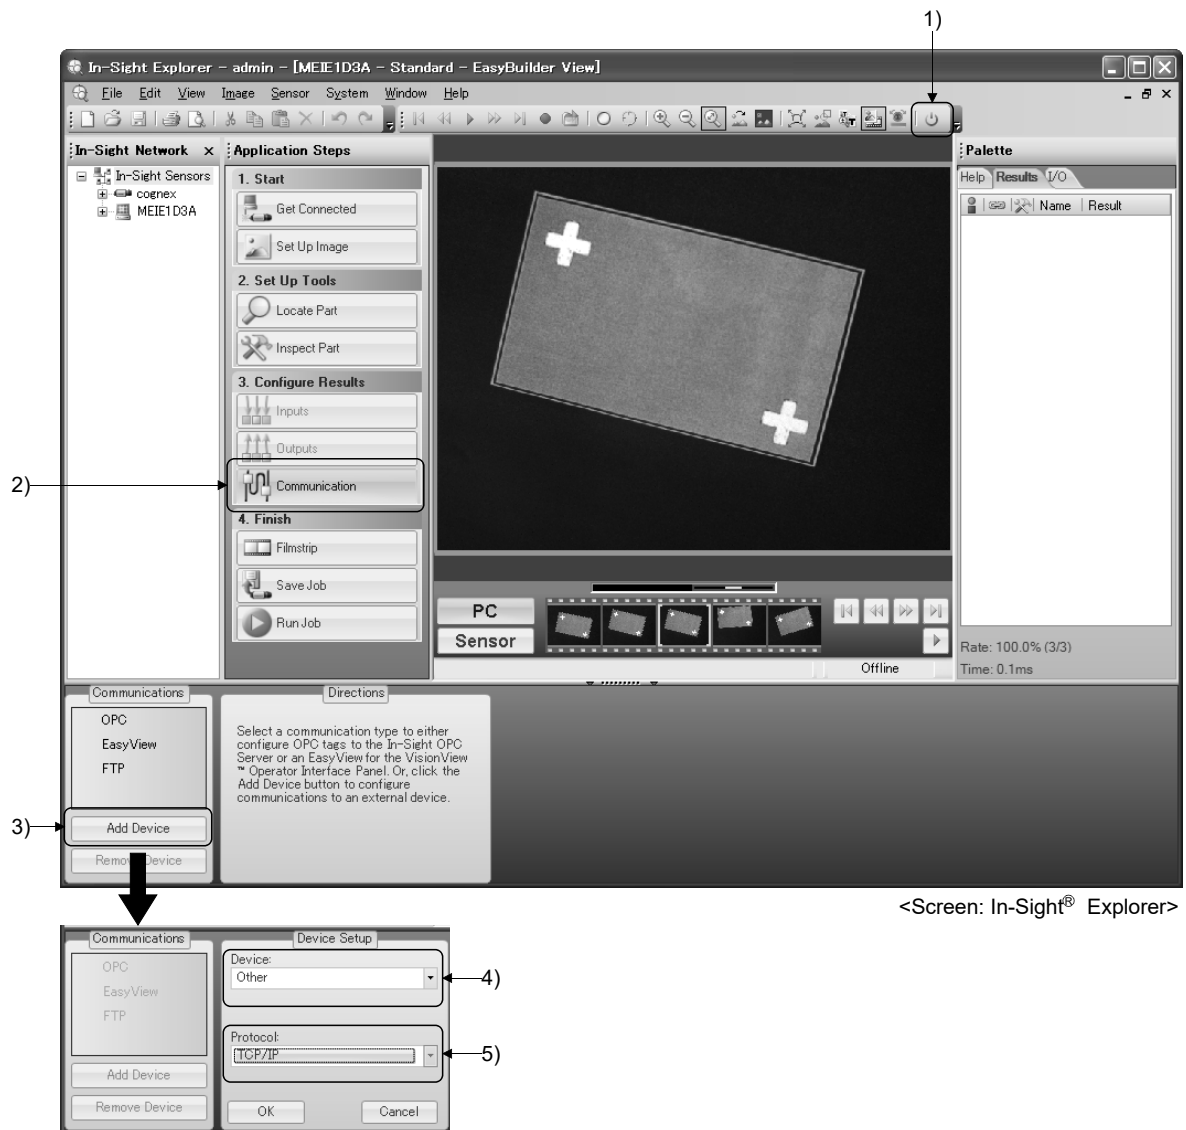 1)
In-Sight Explorer - admin - [MEIE1D3A - Standard - EasyBuilder View]
File Edit View Image Sensor System Window Help
In-Sight Network
Application Steps
Palette
In-Sight Sensors
cognex
MEIE1D3A
1. Start
Get Connected
Set Up Image
2. Set Up Tools
Locate Part
Inspect Part
3. Configure Results
Inputs
Outputs
2)
Communication
4. Finish
Filmstrip
Save Job
Run Job
Help Results I/O
Name Result
PC
Sensor
Offline
Rate: 100.0% (3/3)
Time: 0.1ms
Communications
OPC
EasyView
FTP
3)
Add Device
Remove Device
Directions
Select a communication type to either
configure OPC tags to the In-Sight OPC
Server or an EasyView for the VisionView
™ Operator Interface Panel. Or, click the
Add Device button to configure
communications to an external device.
<Screen: In-Sight® Explorer>
Communications
OPC
EasyView
FTP
Add Device
Remove Device
Device Setup
Device:
Other
4)
Protocol:
TCP/IP
5)
OK Cancel